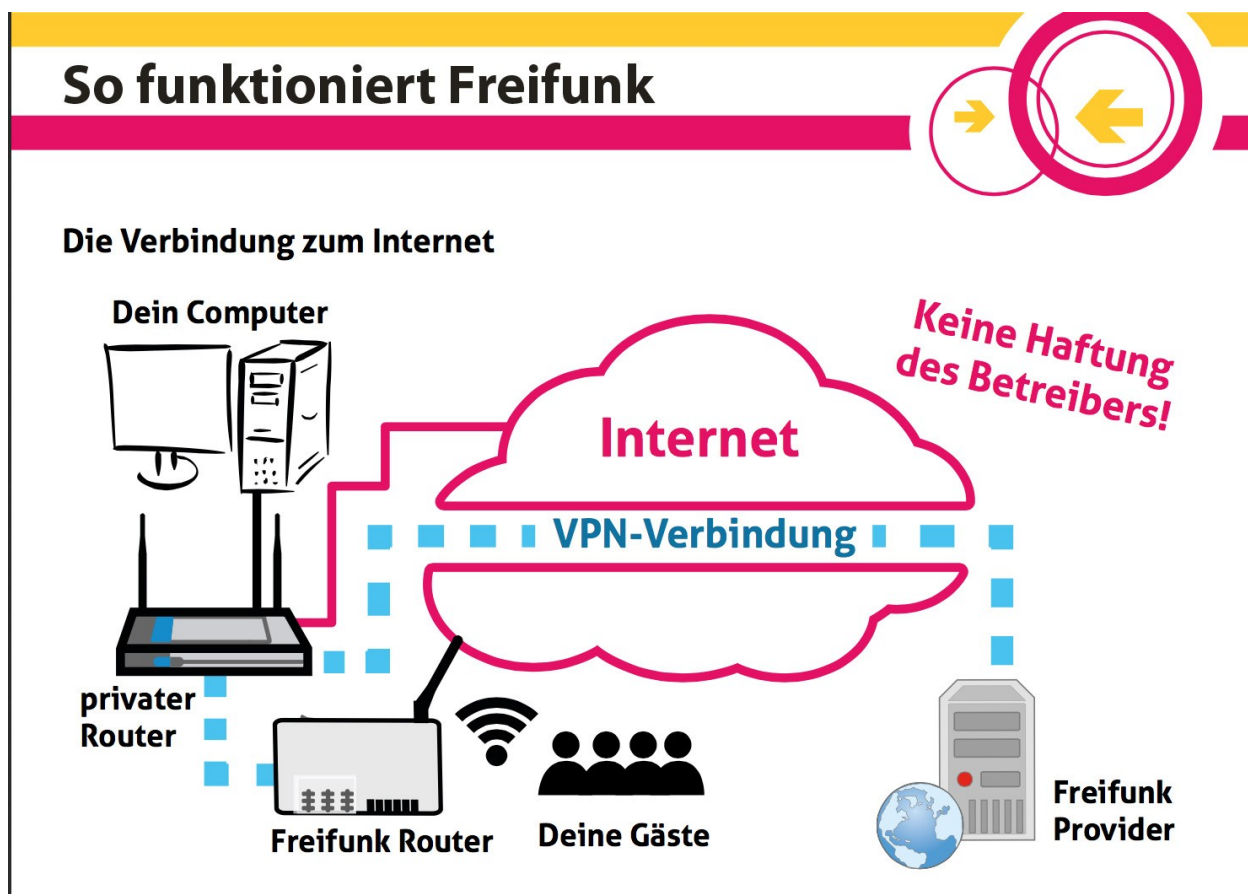 So funktioniert Freifunk
Die Verbindung zum Internet
Dein Computer
Keine Haftung
des Betreibers!
Internet
VPN-Verbindung
privater
Router
Freifunk Router
Deine Gäste
Freifunk
Provider